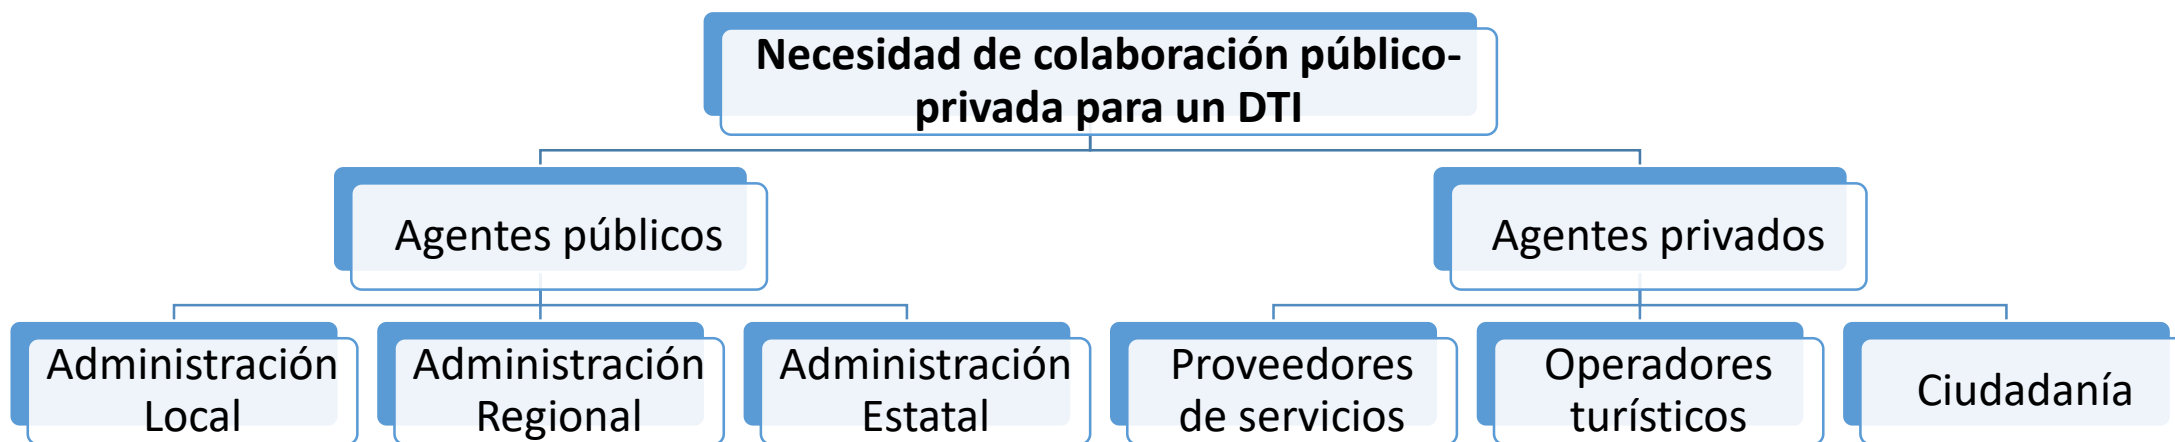 Necesidad de colaboración público-
privada para un DTI
Agentes públicos
Agentes privados
Administración
Local
Administración
Regional
Administración
Estatal
Proveedores
de servicios
Operadores
turísticos
Ciudadanía